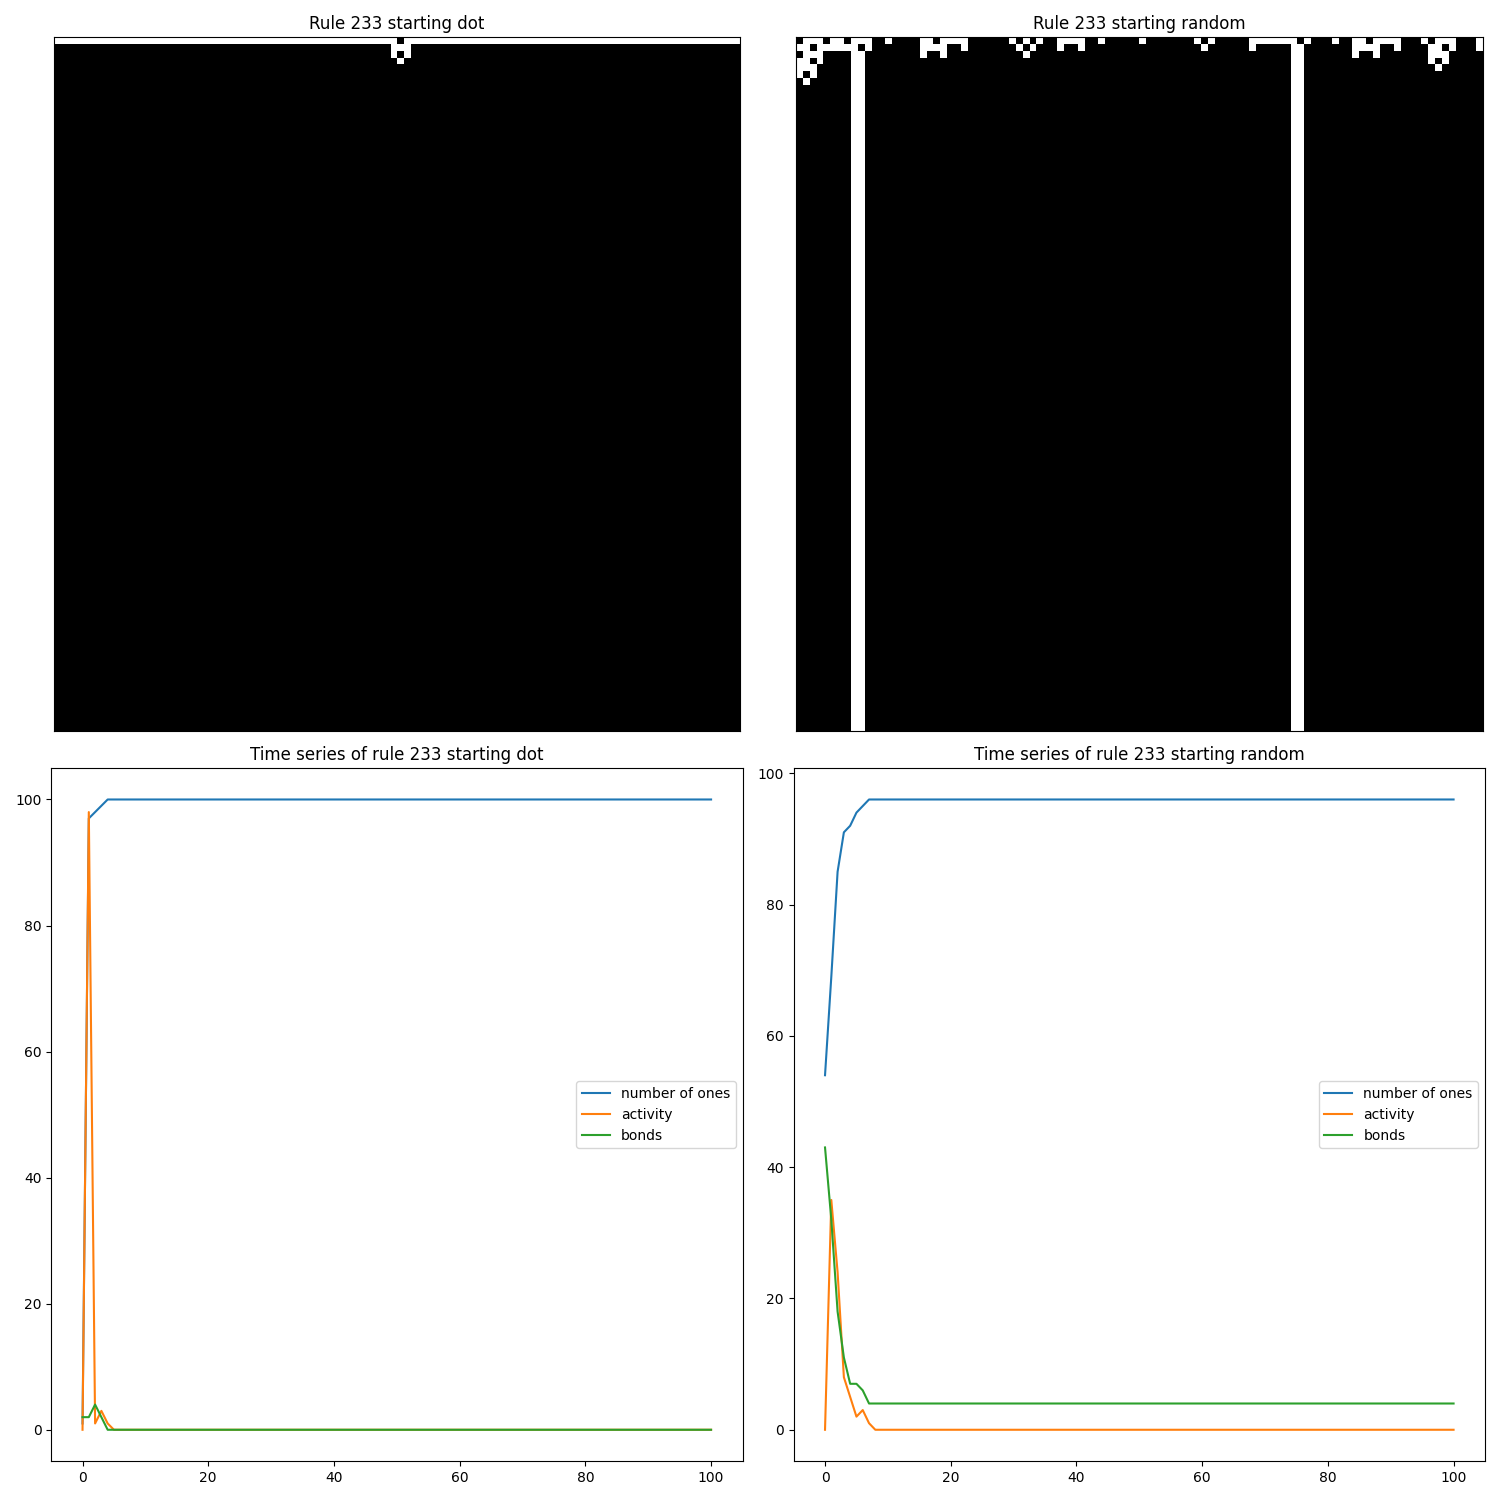 Rule 233 starting dot
Rule 233 starting random
Time series of rule 233 starting dot
100
80
60
40
20
0
0 20 40 60 80 100
number of ones
activity
bonds
Time series of rule 233 starting random
100
80
60
40
20
0
0 20 40 60 80 100
number of ones
activity
bonds